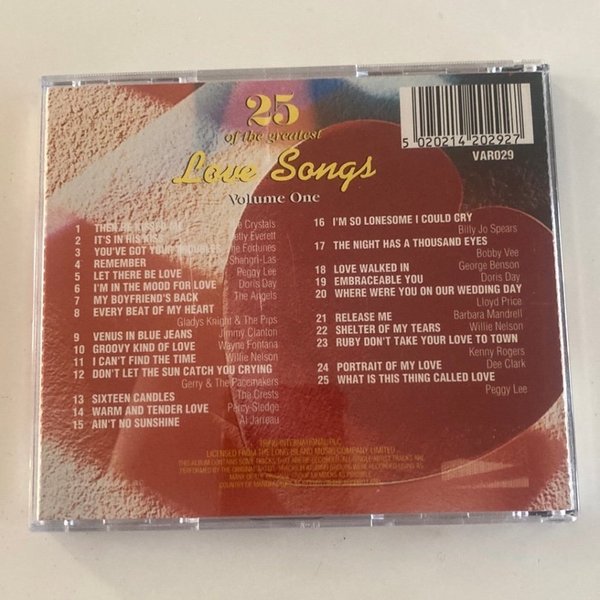 25
of the greatest
Love Songs
Volume One
5 020214 202927
VAR029
1 THEN HE KISSED ME Crystals
2 IT'S IN HIS KISS Betty Everett
3 YOU'VE GOT YOUR TROUBLES The Fortunes
4 REMEMBER Shangri-Las
5 LET THERE BE LOVE Peggy Lee
6 I'M IN THE MOOD FOR LOVE Doris Day
7 MY BOYFRIEND'S BACK The Angels
8 EVERY BEAT OF MY HEART
Gladys Knight & The Pips
9 VENUS IN BLUE JEANS Jimmy Clanton
10 GROOVY KIND OF LOVE Wayne Fontana
11 I CAN'T FIND THE TIME Willie Nelson
12 DON'T LET THE SUN CATCH YOU CRYING
Gerry & The Pacemakers
13 SIXTEEN CANDLES The Crests
14 WARM AND TENDER LOVE Percy Sledge
15 AIN'T NO SUNSHINE Al Jarreau
16 I'M SO LONESOME I COULD CRY
Billy Jo Spears
17 THE NIGHT HAS A THOUSAND EYES
Bobby Vee
18 LOVE WALKED IN George Benson
19 EMBRACEABLE YOU Doris Day
20 WHERE WERE YOU ON OUR WEDDING DAY
Lloyd Price
21 RELEASE ME Barbara Mandrell
22 SHELTER OF MY TEARS Willie Nelson
23 RUBY DON'T TAKE YOUR LOVE TO TOWN
Kenny Rogers
24 PORTRAIT OF MY LOVE Dee Clark
25 WHAT IS THIS THING CALLED LOVE
Peggy Lee
INTERNATIONAL PLC
LICENSED FROM THE LONG ISLAND MUSIC COMPANY LIMITED